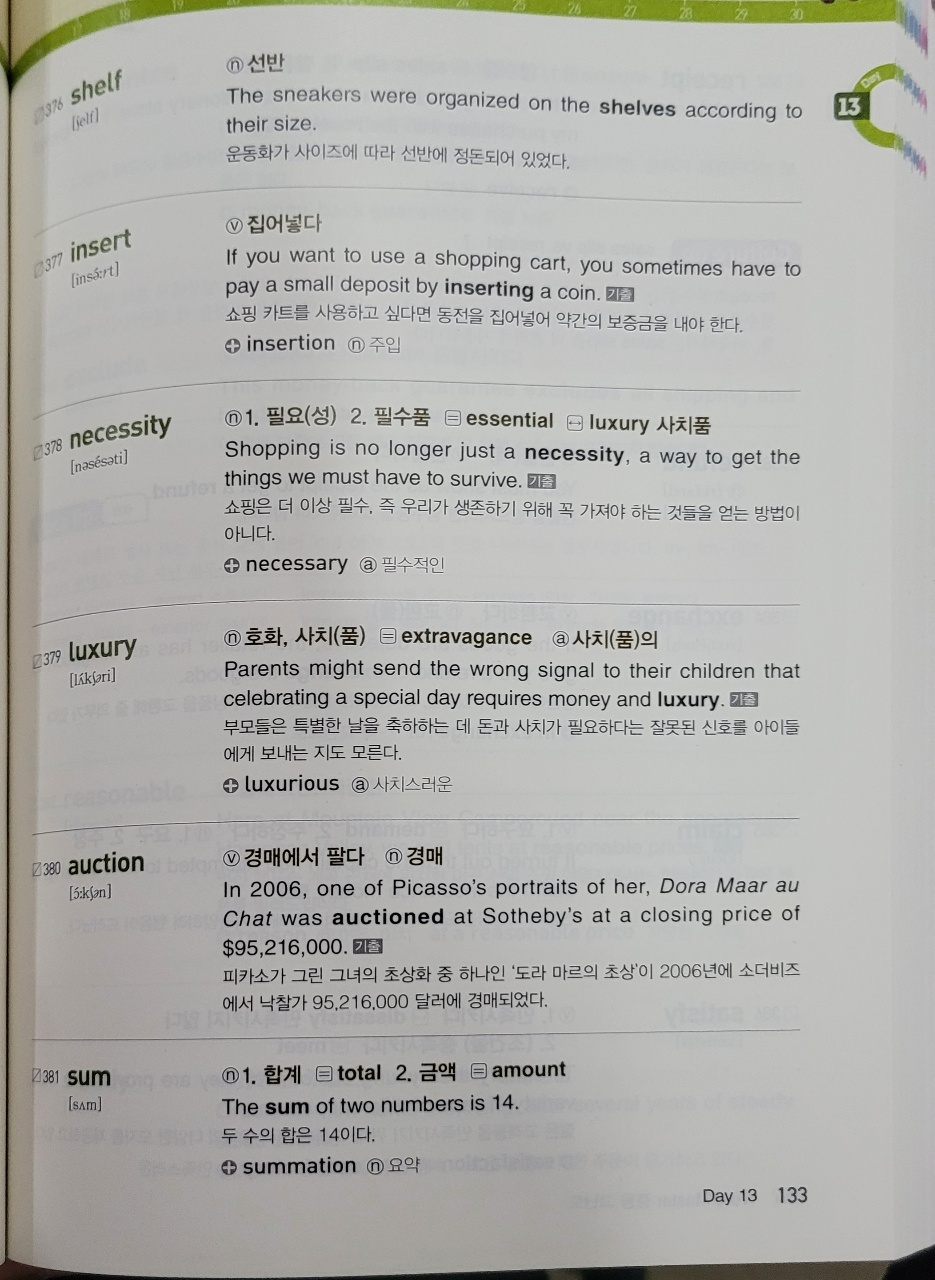 17 18 19 24 25 26 27 28 29 30
Day
13
376 shelf
[ʃelf]
ⓝ 선반
The sneakers were organized on the shelves according to
their size.
운동화가 사이즈에 따라 선반에 정돈되어 있었다.
377 insert
[insə́ːrt]
ⓥ 집어넣다
If you want to use a shopping cart, you sometimes have to
pay a small deposit by inserting a coin. 기출
쇼핑 카트를 사용하고 싶다면 동전을 집어넣어 약간의 보증금을 내야 한다.
⊕ insertion ⓝ 주입
378 necessity
[nəsésəti]
ⓝ 1. 필요(성) 2. 필수품 ⊜ essential ↔ luxury 사치품
Shopping is no longer just a necessity, a way to get the
things we must have to survive. 기출
쇼핑은 더 이상 필수, 즉 우리가 생존하기 위해 꼭 가져야 하는 것들을 얻는 방법이
아니다.
⊕ necessary ⓐ 필수적인
379 luxury
[lʌ́kʃəri]
ⓝ 호화, 사치(품) ⊜ extravagance ⓐ 사치(품)의
Parents might send the wrong signal to their children that
celebrating a special day requires money and luxury. 기출
부모들은 특별한 날을 축하하는 데 돈과 사치가 필요하다는 잘못된 신호를 아이들
에게 보내는 지도 모른다.
⊕ luxurious ⓐ 사치스러운
380 auction
[ɔ́ːkʃən]
ⓥ 경매에서 팔다 ⓝ 경매
In 2006, one of Picasso's portraits of her, Dora Maar au
Chat was auctioned at Sotheby's at a closing price of
$95,216,000. 기출
피카소가 그린 그녀의 초상화 중 하나인 '도라 마르의 초상'이 2006년에 소더비즈
에서 낙찰가 95,216,000 달러에 경매되었다.
381 sum
[sʌm]
ⓝ 1. 합계 ⊜ total 2. 금액 ⊜ amount
The sum of two numbers is 14.
두 수의 합은 14이다.
⊕ summation ⓝ 요약
Day 13 133